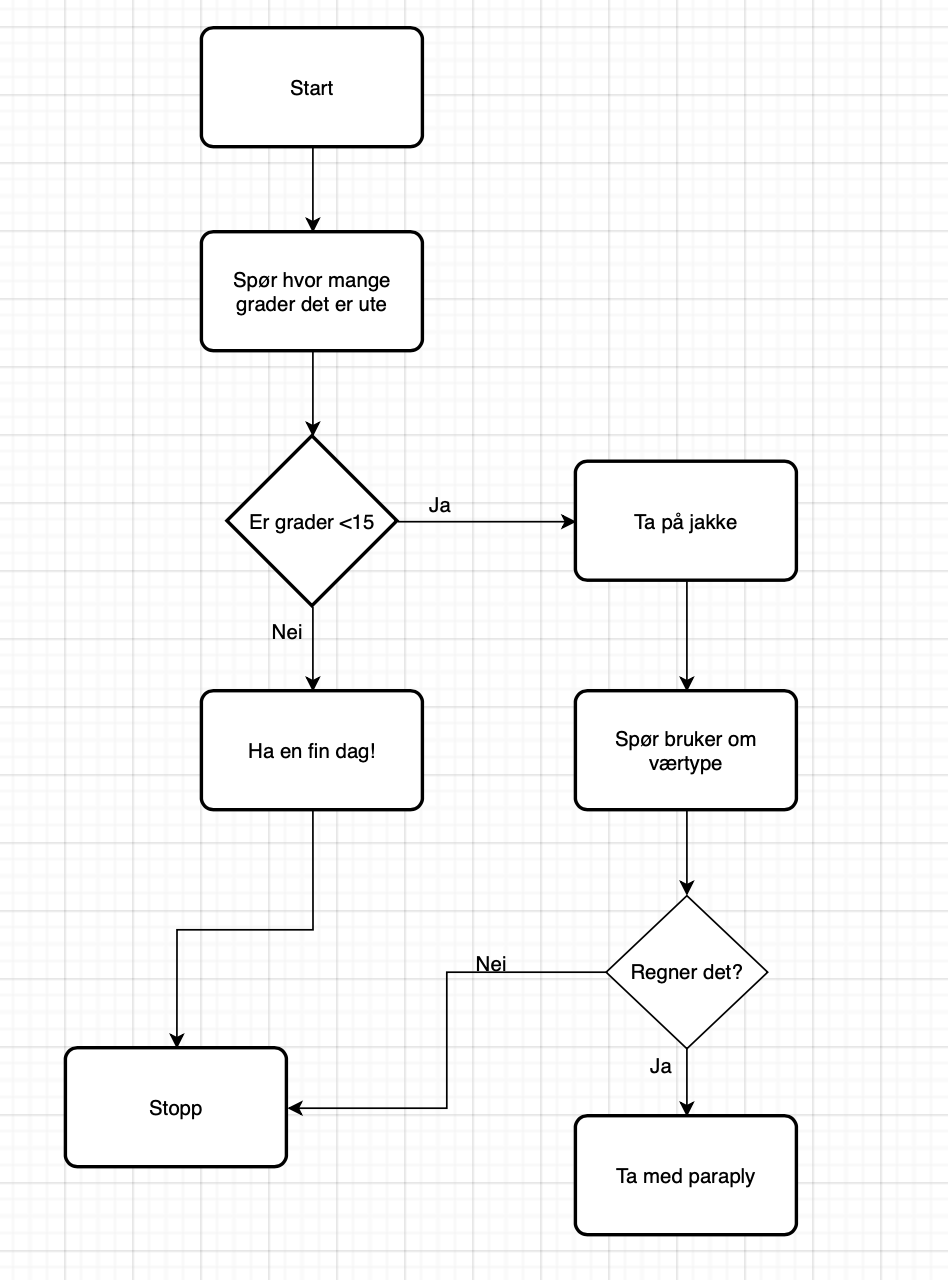 Start
Spør hvor mange
grader det er ute
Er grader <15
Ja
Ta på jakke
Nei
Ha en fin dag!
Spør bruker om
værtype
Nei
Regner det?
Ja
Stopp
Ta med paraply